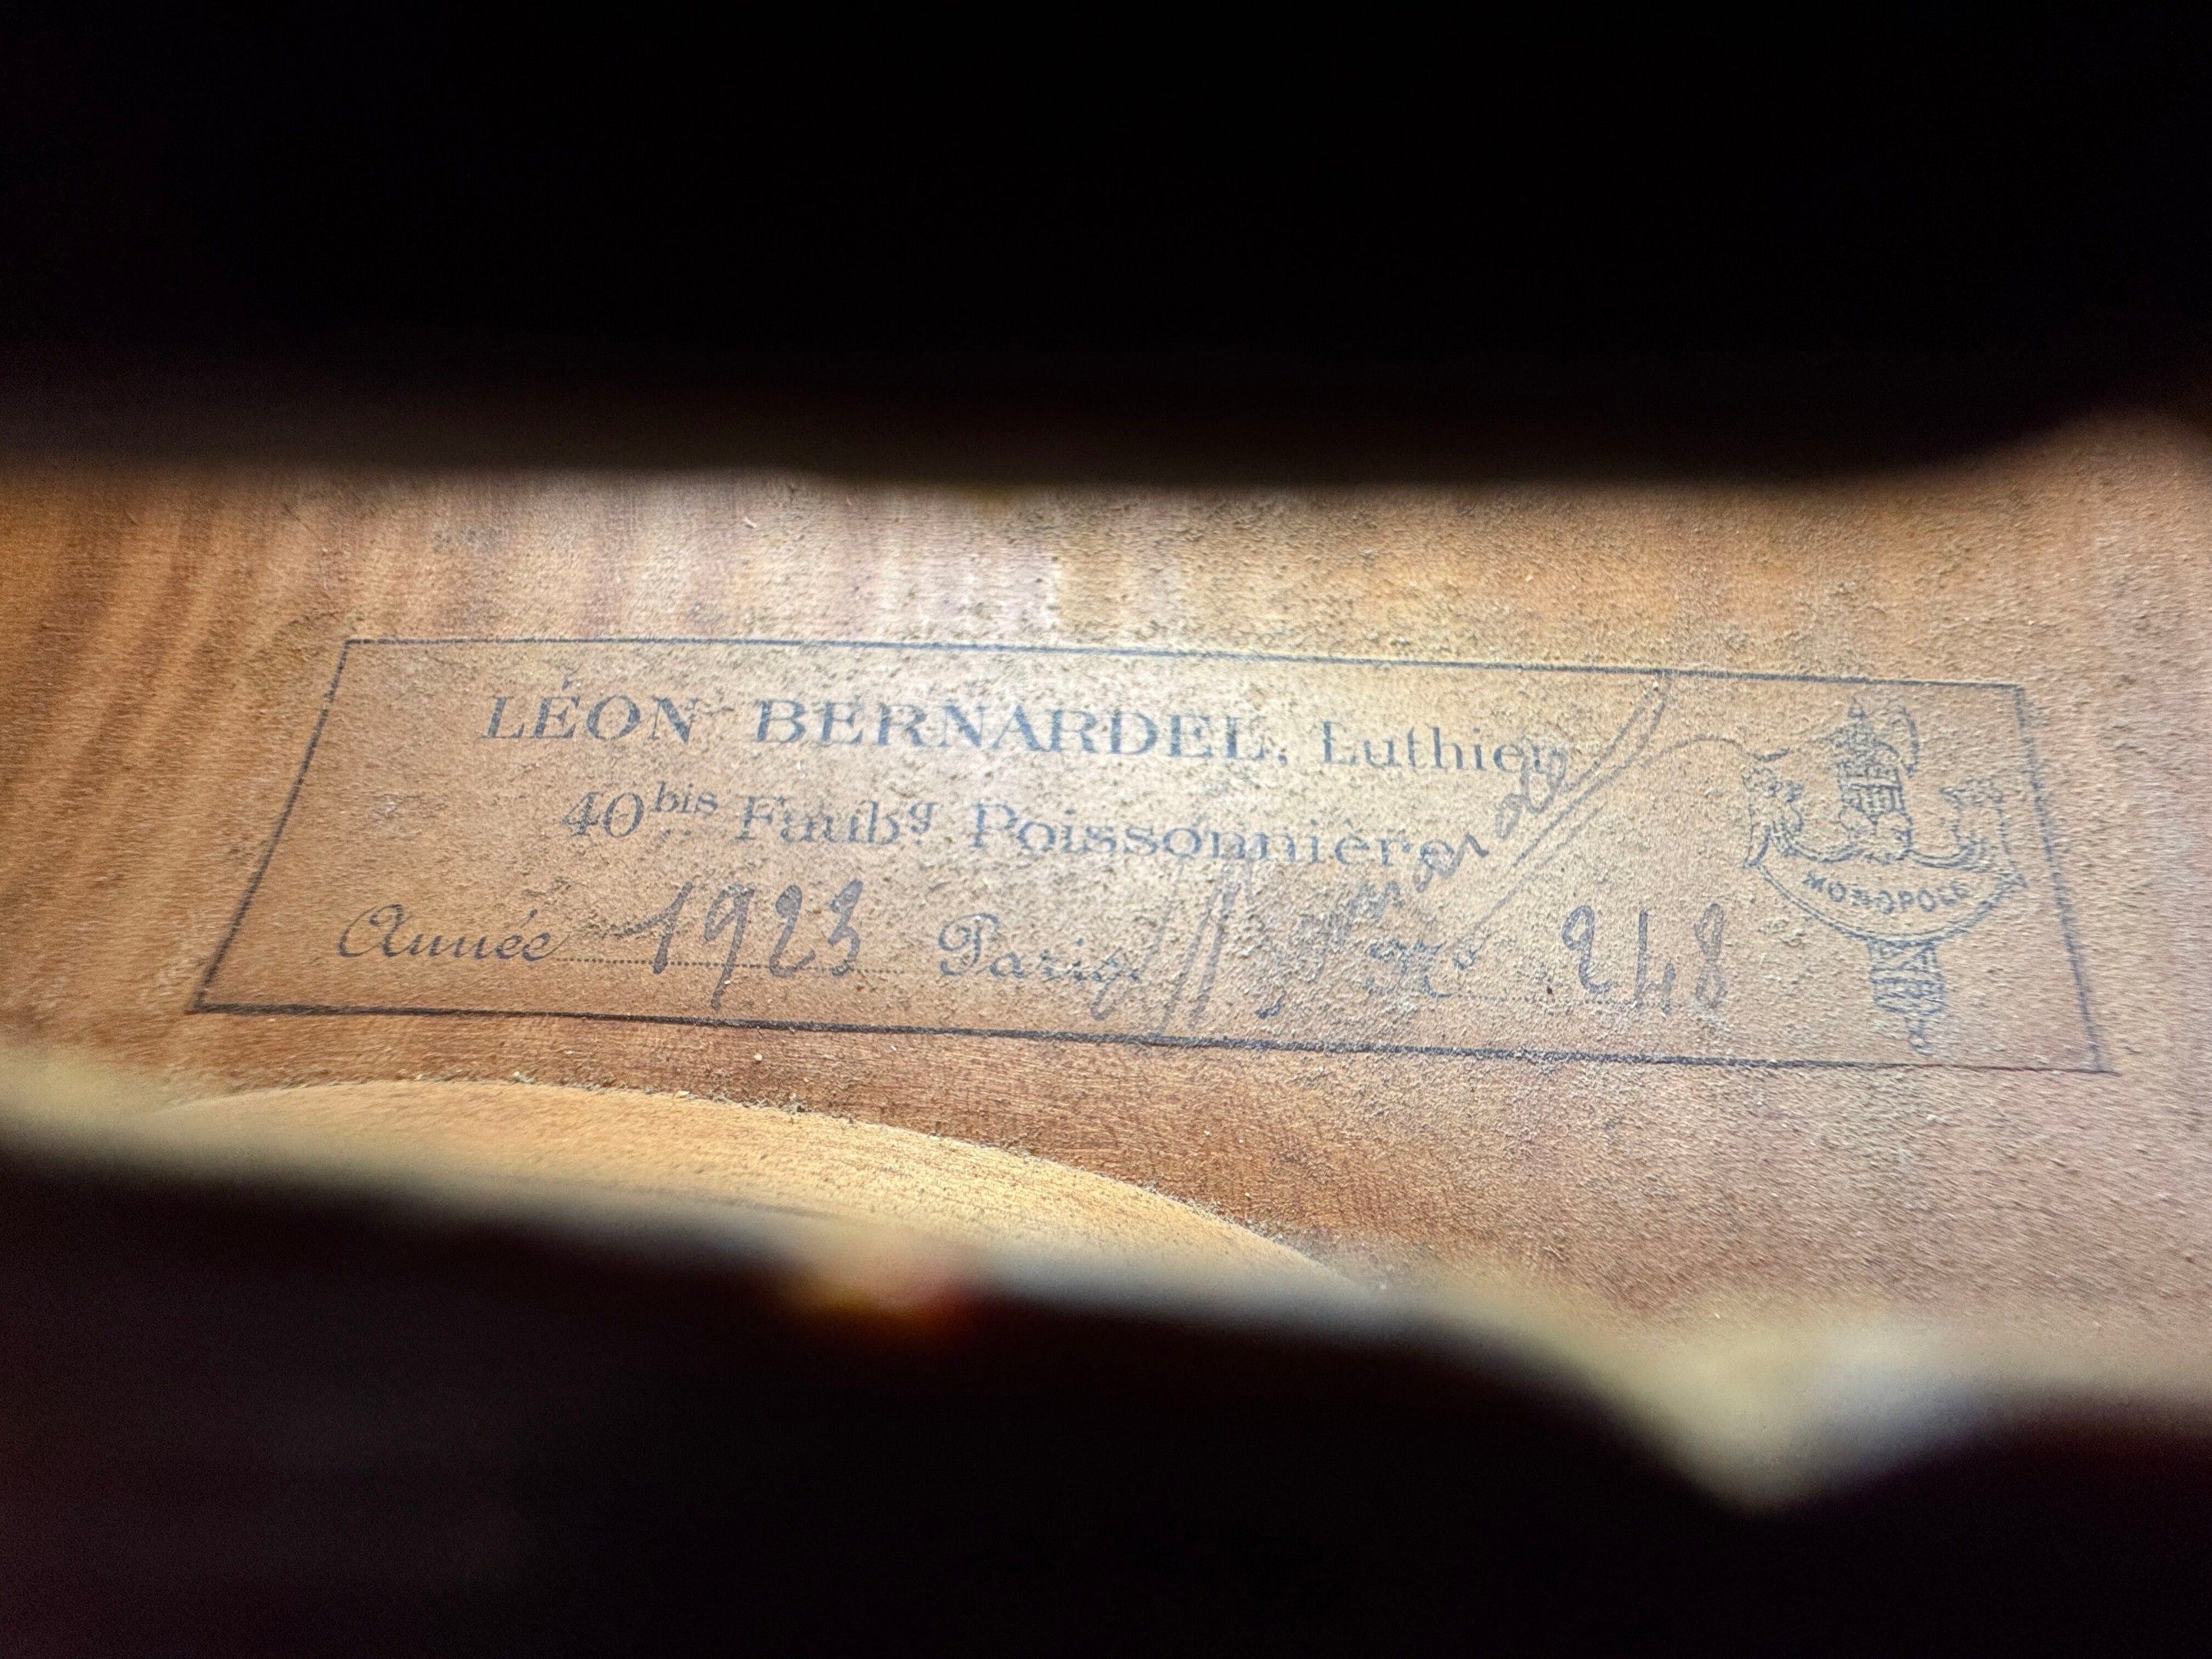 LÉON BERNARDEL, Luthier
40bis Faubg Poissonnière
Année 1923 Paris No 248
MONOPOLE